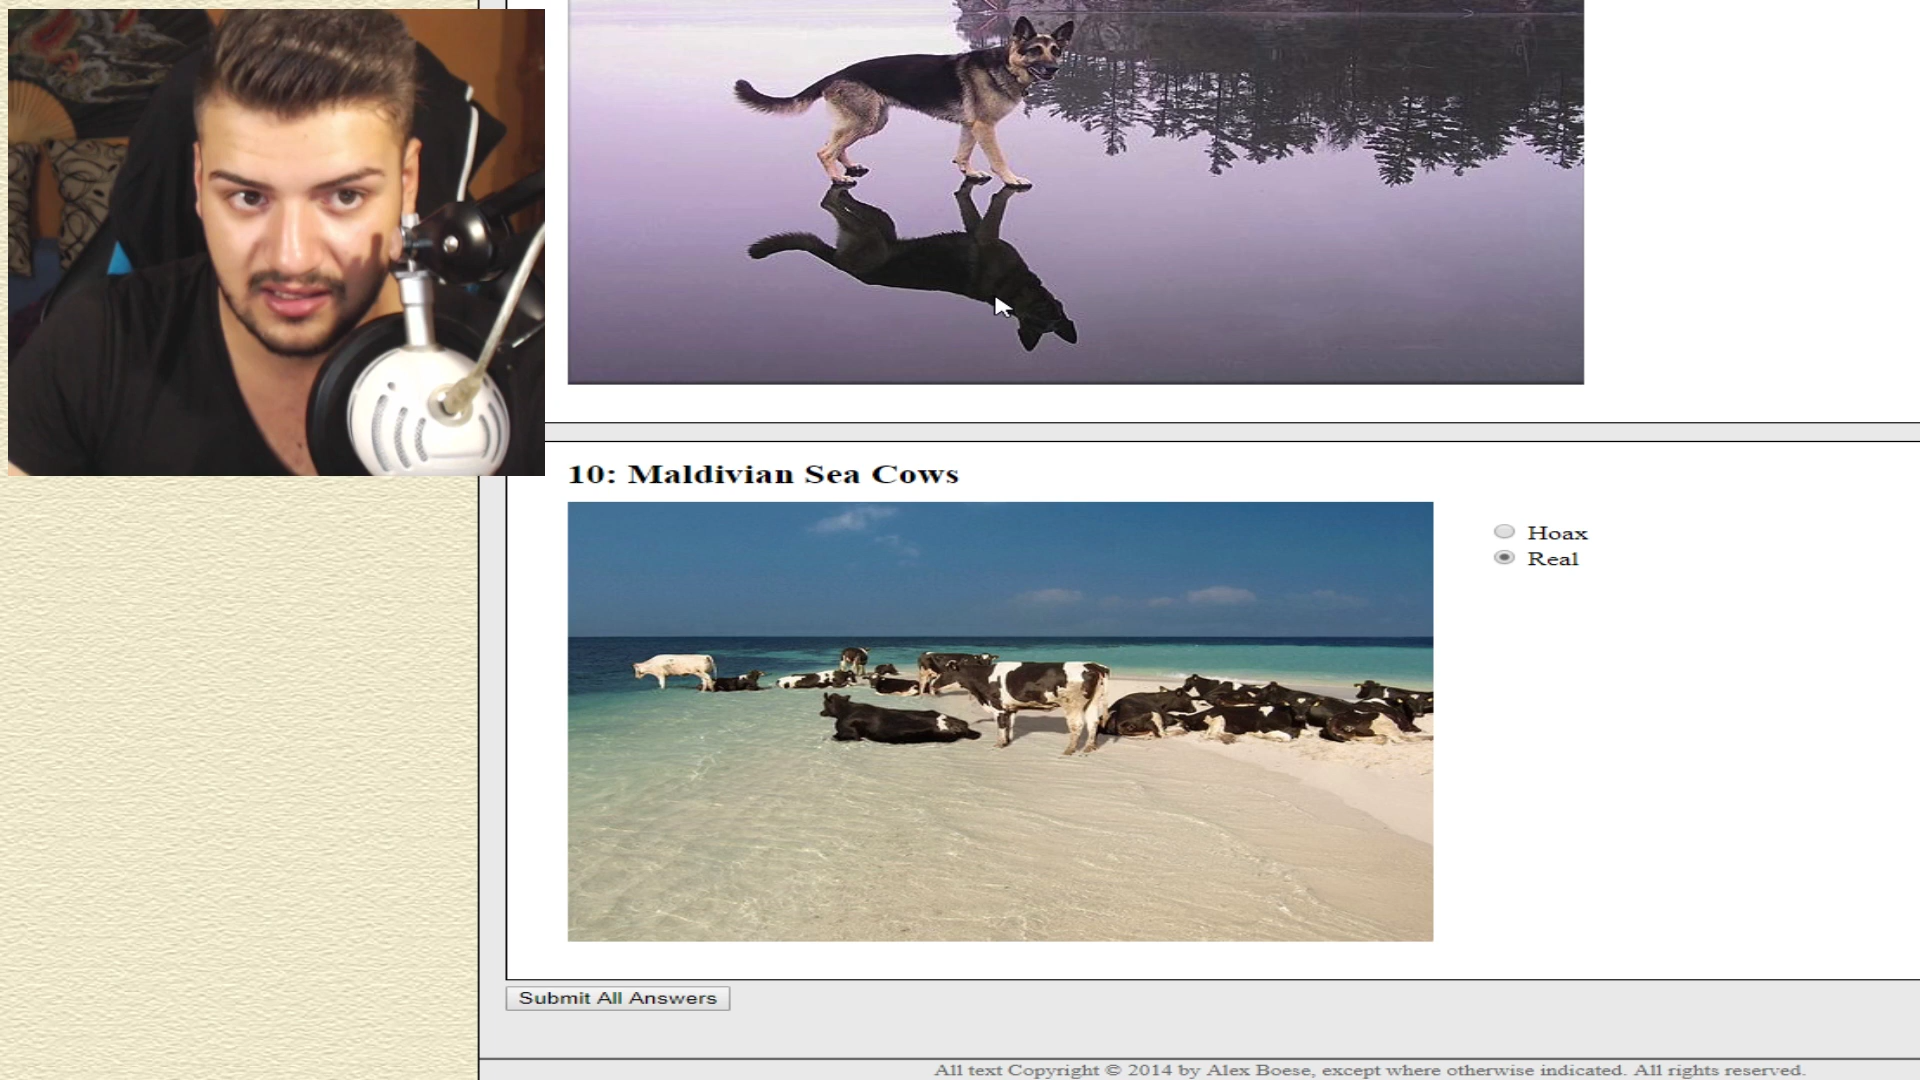 10: Maldivian Sea Cows
Hoax
Real
Submit All Answers
All text Copyright © 2014 by Alex Boese, except where otherwise indicated. All rights reserved.